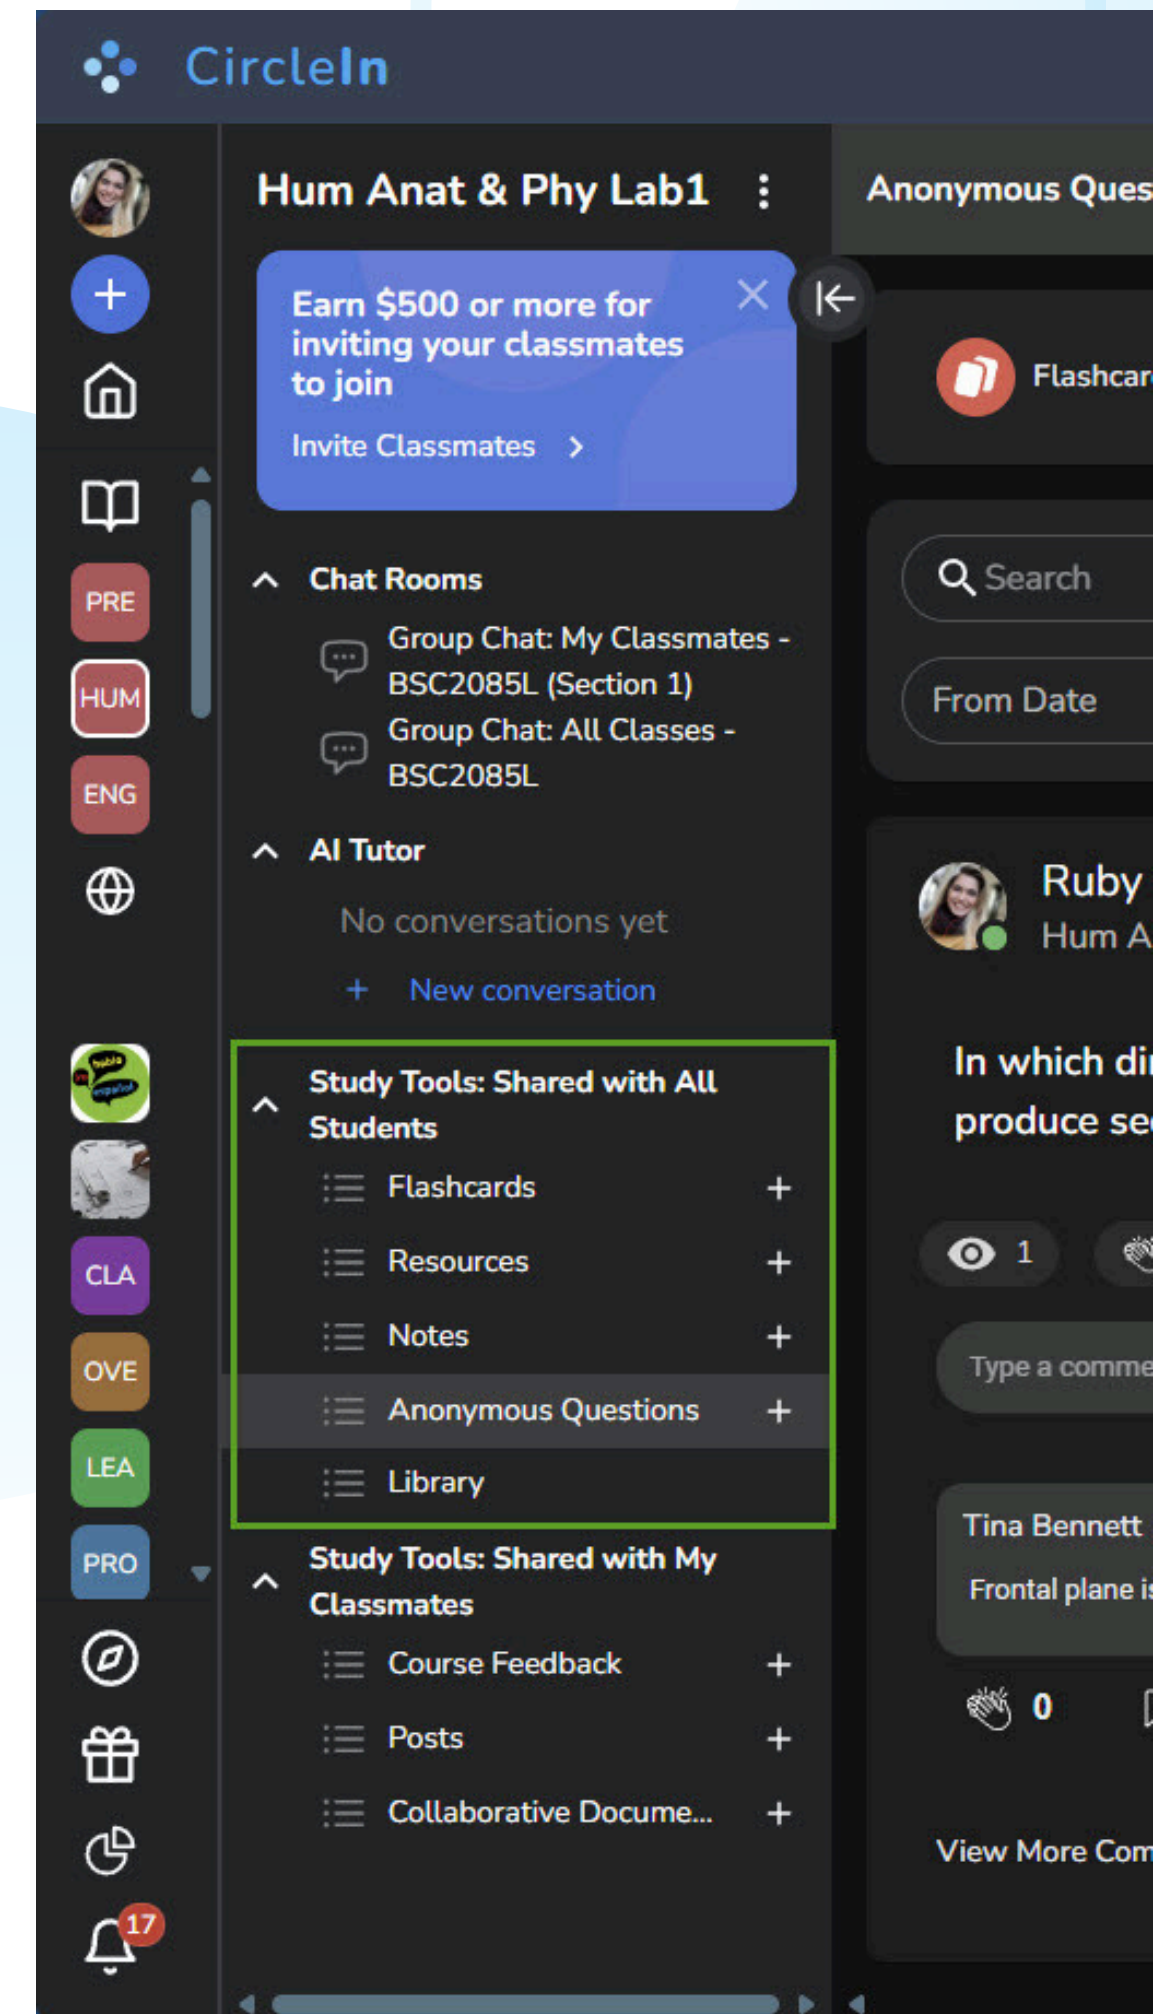 CircleIn
Hum Anat & Phy Lab1
Earn $500 or more for
inviting your classmates
to join
Invite Classmates
PRE
HUM
ENG
CLA
OVE
LEA
PRO
17
Chat Rooms
Group Chat: My Classmates -
BSC2085L (Section 1)
Group Chat: All Classes -
BSC2085L
AI Tutor
No conversations yet
+ New conversation
Study Tools: Shared with All
Students
Flashcards +
Resources +
Notes +
Anonymous Questions +
Library
Study Tools: Shared with My
Classmates
Course Feedback +
Posts +
Collaborative Docume... +
Anonymous Ques
Flashcar
Search
From Date
Ruby
Hum A
In which di
produce se
1
Type a comme
Tina Bennett
Frontal plane is
0
View More Com